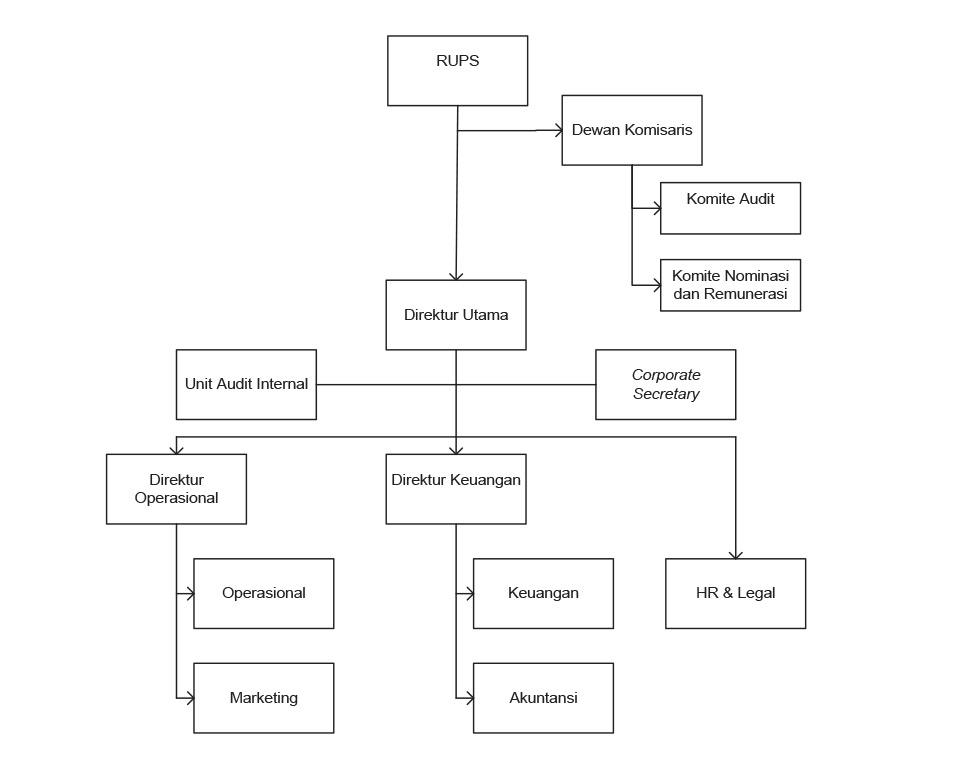 RUPS
Dewan Komisaris
Komite Audit
Komite Nominasi
dan Remunerasi
Direktur Utama
Unit Audit Internal
Corporate
Secretary
Direktur
Operasional
Direktur Keuangan
Operasional
Keuangan
HR & Legal
Marketing
Akuntansi